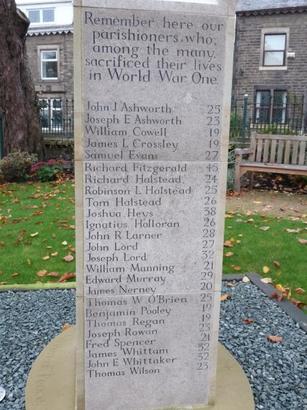 Remember here our
parishioners who,
among the many,
sacrificed their lives
in World War One
John J Ashworth 25
Joseph E Ashworth 23
William Cowell 19
James L Crossley 19
Samuel Evans 27
Richard Fitzgerald 45
Richard Halstead 24
Robinson L Halstead 25
Tom Halstead 26
Joshua Heys 38
Ignatius Holloran 26
John R Larner 28
John Lord 27
Joseph Lord 32
William Manning 21
Edward Murray 29
James Nerney 20
Thomas W O'Brien 25
Benjamin Pooley 19
Thomas Regan 19
Joseph Rowan 23
Fred Spencer
James Whittam 32
John E Whittaker 32
Thomas Wilson 23